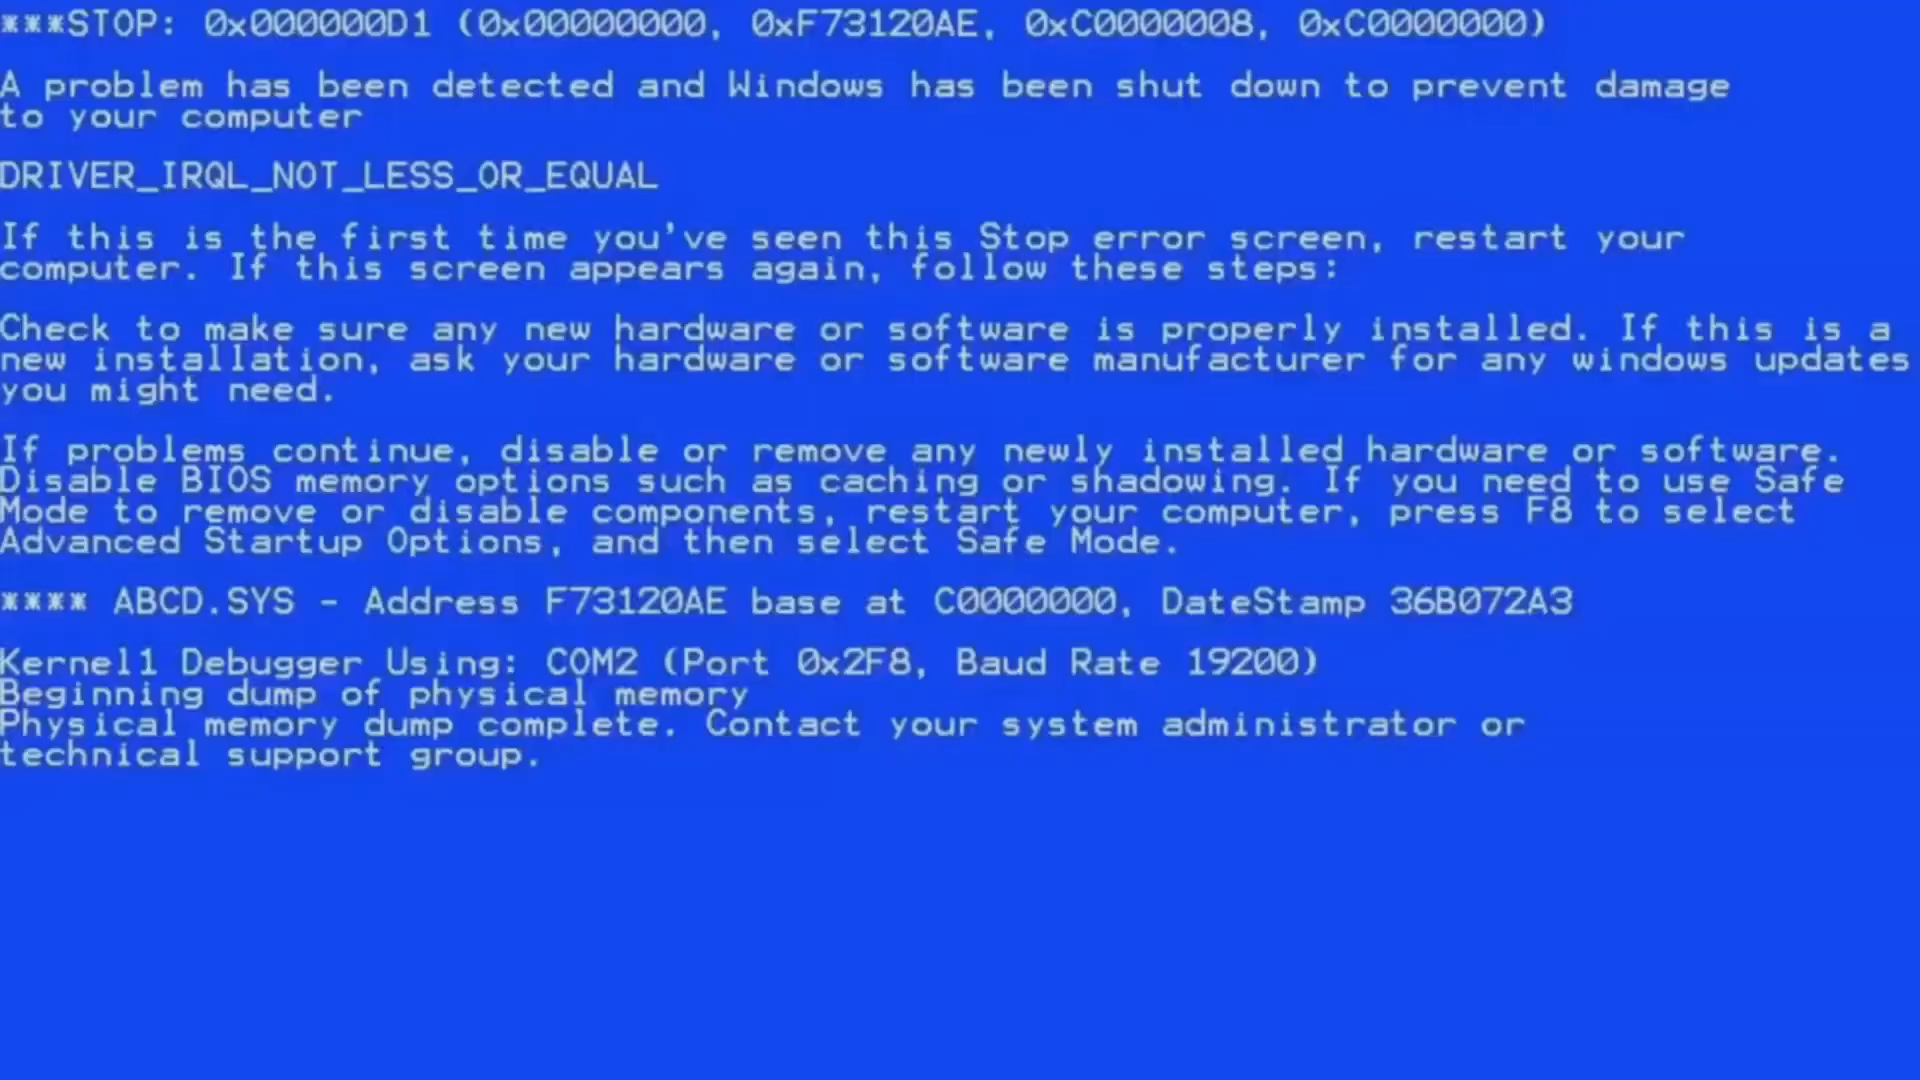 ***STOP: 0x000000D1 (0x00000000, 0xF73120AE, 0xC0000008, 0xC0000000)
A problem has been detected and Windows has been shut down to prevent damage
to your computer
DRIVER_IRQL_NOT_LESS_OR_EQUAL
If this is the first time you've seen this Stop error screen, restart your
computer. If this screen appears again, follow these steps:
Check to make sure any new hardware or software is properly installed. If this is a
new installation, ask your hardware or software manufacturer for any windows updates
you might need.
If problems continue, disable or remove any newly installed hardware or software.
Disable BIOS memory options such as caching or shadowing. If you need to use Safe
Mode to remove or disable components, restart your computer, press F8 to select
Advanced Startup Options, and then select Safe Mode.
**** ABCD.SYS - Address F73120AE base at C0000000, DateStamp 36B072A3
Kernel1 Debugger Using: COM2 (Port 0x2F8, Baud Rate 19200)
Beginning dump of physical memory
Physical memory dump complete. Contact your system administrator or
technical support group.